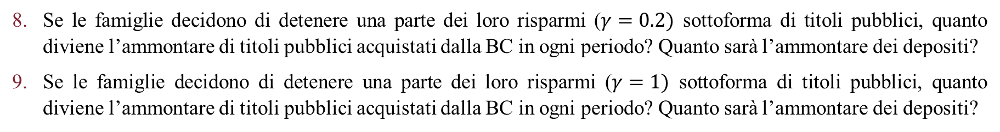 8. Se le famiglie decidono di detenere una parte dei loro risparmi (γ = 0.2) sottoforma di titoli pubblici, quanto
diviene l’ammontare di titoli pubblici acquistati dalla BC in ogni periodo? Quanto sarà l’ammontare dei depositi?
9. Se le famiglie decidono di detenere una parte dei loro risparmi (γ = 1) sottoforma di titoli pubblici, quanto
diviene l’ammontare di titoli pubblici acquistati dalla BC in ogni periodo? Quanto sarà l’ammontare dei depositi?